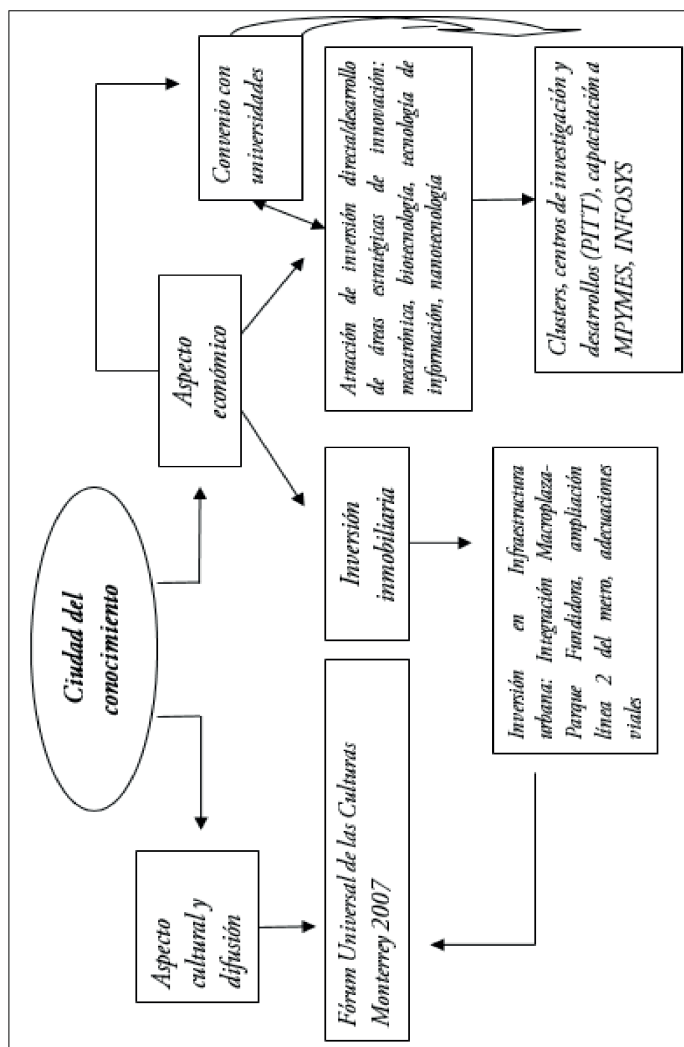 Ciudad del
conocimiento
Aspecto
cultural y
difusión
Aspecto
económico
Convenio con
universidades
Fórum Universal de las Culturas
Monterrey 2007
Inversión
inmobiliaria
Atracción de inversión directa/desarrollo
de áreas estratégicas de innovación:
mecatrónica, biotecnología, tecnología de
información, nanotecnología
Inversión en Infraestructura
urbana: Integración Macroplaza-
Parque Fundidora, ampliación
línea 2 del metro, adecuaciones
viales
Clusters, centros de investigación y
desarrollos (PITT), capacitación a
MPYMES, INFOSYS